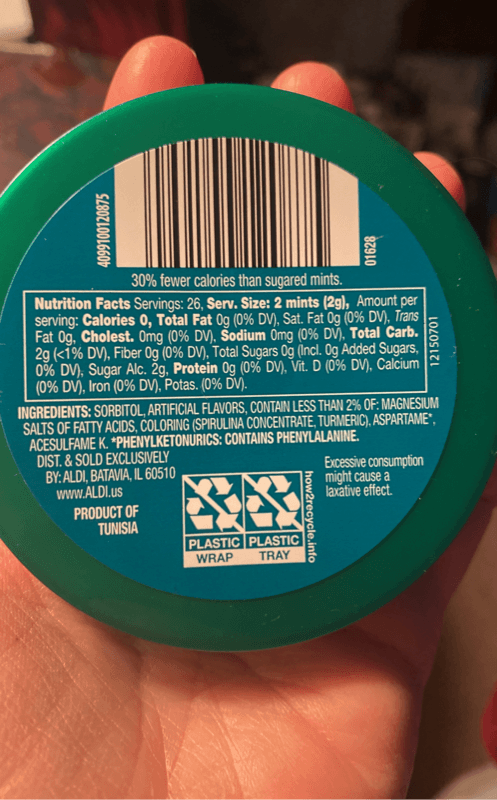 4099100120875
01628
30% fewer calories than sugared mints.
Nutrition Facts Servings: 26, Serv. Size: 2 mints (2g), Amount per
serving: Calories 0, Total Fat 0g (0% DV), Sat. Fat 0g (0% DV), Trans
Fat 0g, Cholest. 0mg (0% DV), Sodium 0mg (0% DV), Total Carb.
2g (<1% DV), Fiber 0g (0% DV), Total Sugars 0g (Incl. 0g Added Sugars,
0% DV), Sugar Alc. 2g, Protein 0g (0% DV), Vit. D (0% DV), Calcium
(0% DV), Iron (0% DV), Potas. (0% DV).
12150701
INGREDIENTS: SORBITOL, ARTIFICIAL FLAVORS, CONTAIN LESS THAN 2% OF: MAGNESIUM
SALTS OF FATTY ACIDS, COLORING (SPIRULINA CONCENTRATE, TURMERIC), ASPARTAME*,
ACESULFAME K. *PHENYLKETONURICS: CONTAINS PHENYLALANINE.
DIST. & SOLD EXCLUSIVELY
BY: ALDI, BATAVIA, IL 60510
www.ALDI.us
PRODUCT OF
TUNISIA
PLASTIC
WRAP
PLASTIC
TRAY
how2recycle.info
Excessive consumption
might cause a
laxative effect.